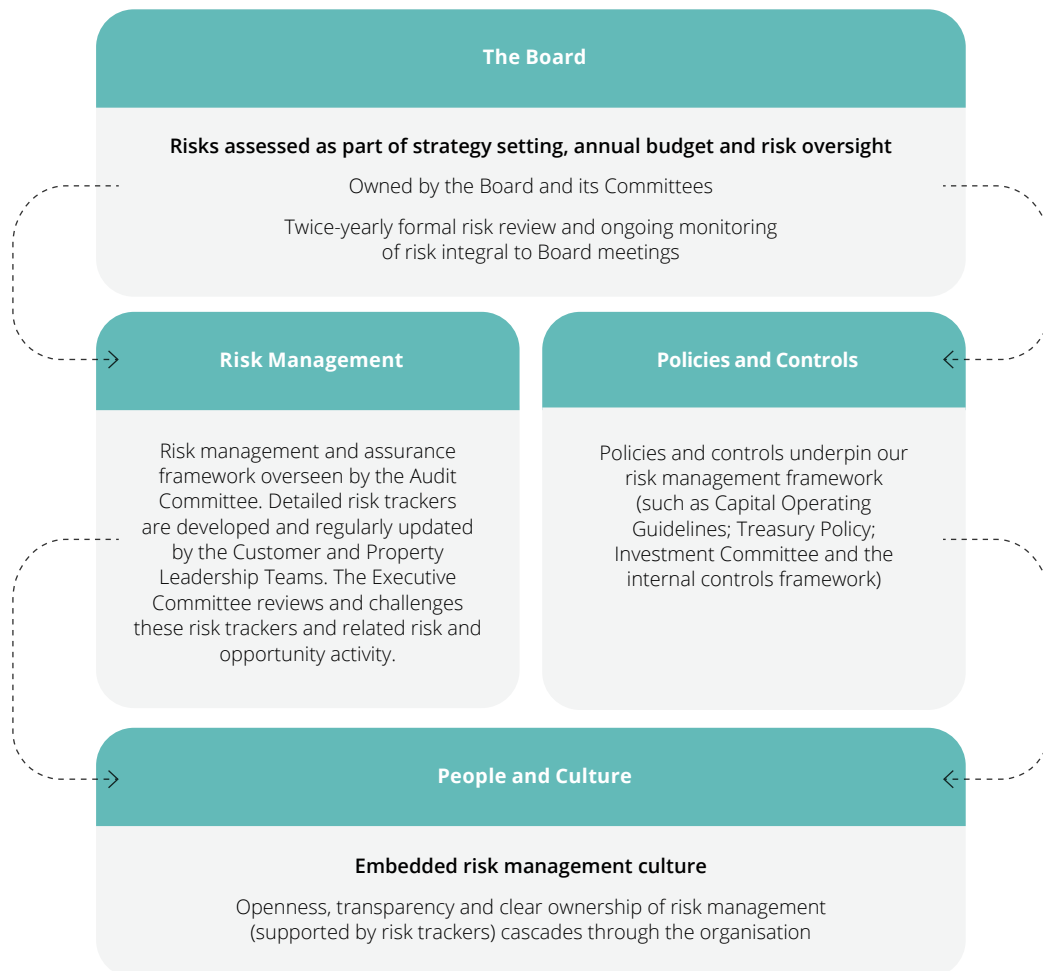 The Board
Risks assessed as part of strategy setting, annual budget and risk oversight
Owned by the Board and its Committees
Twice-yearly formal risk review and ongoing monitoring
of risk integral to Board meetings
Risk Management
Risk management and assurance
framework overseen by the Audit
Committee. Detailed risk trackers
are developed and regularly updated
by the Customer and Property
Leadership Teams. The Executive
Committee reviews and challenges
these risk trackers and related risk and
opportunity activity.
Policies and Controls
Policies and controls underpin our
risk management framework
(such as Capital Operating
Guidelines; Treasury Policy;
Investment Committee and the
internal controls framework)
People and Culture
Embedded risk management culture
Openness, transparency and clear ownership of risk management
(supported by risk trackers) cascades through the organisation